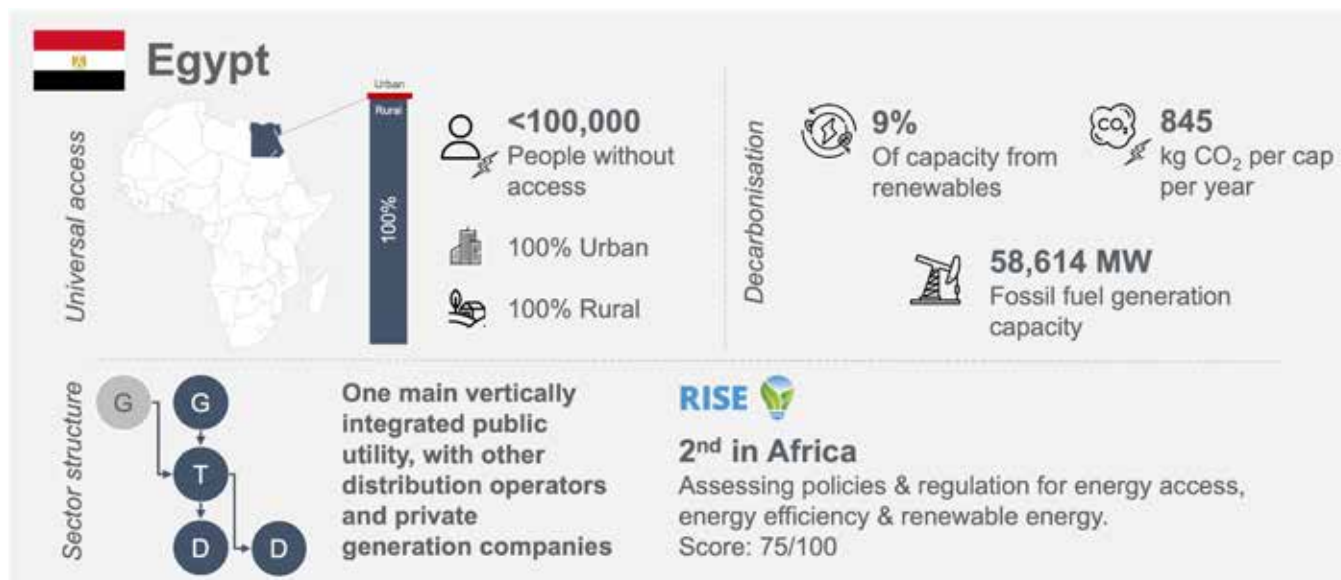 Egypt
Universal access
Urban
Rural
100%
<100,000
People without
access
100% Urban
100% Rural
Decarbonisation
9%
Of capacity from
renewables
CO₂
845
kg CO₂ per cap
per year
58,614 MW
Fossil fuel generation
capacity
Sector structure
G
G
T
D
D
One main vertically
integrated public
utility, with other
distribution operators
and private
generation companies
RISE
2nd in Africa
Assessing policies & regulation for energy access,
energy efficiency & renewable energy.
Score: 75/100